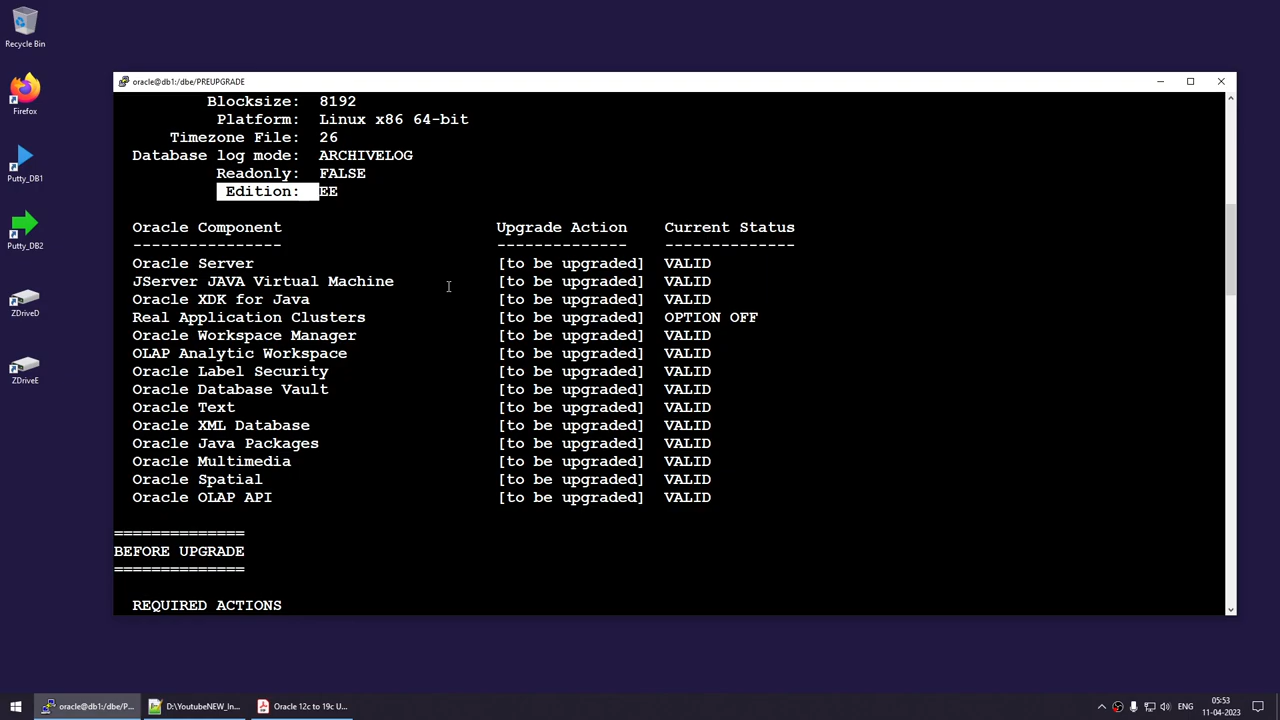 Recycle Bin
Firefox
Putty_DB1
Putty_DB2
ZDriveD
ZDriveE
oracle@db1:/dbe/PREUPGRADE
Blocksize: 8192
Platform: Linux x86 64-bit
Timezone File: 26
Database log mode: ARCHIVELOG
Readonly: FALSE
Edition: EE
Oracle Component Upgrade Action Current Status
---------------- -------------- --------------
Oracle Server [to be upgraded] VALID
JServer JAVA Virtual Machine [to be upgraded] VALID
Oracle XDK for Java [to be upgraded] VALID
Real Application Clusters [to be upgraded] OPTION OFF
Oracle Workspace Manager [to be upgraded] VALID
OLAP Analytic Workspace [to be upgraded] VALID
Oracle Label Security [to be upgraded] VALID
Oracle Database Vault [to be upgraded] VALID
Oracle Text [to be upgraded] VALID
Oracle XML Database [to be upgraded] VALID
Oracle Java Packages [to be upgraded] VALID
Oracle Multimedia [to be upgraded] VALID
Oracle Spatial [to be upgraded] VALID
Oracle OLAP API [to be upgraded] VALID
==============
BEFORE UPGRADE
==============
REQUIRED ACTIONS
oracle@db1:/dbe/P...
D:\YoutubeNEW_In...
Oracle 12c to 19c U...
ENG
05:53
11-04-2023